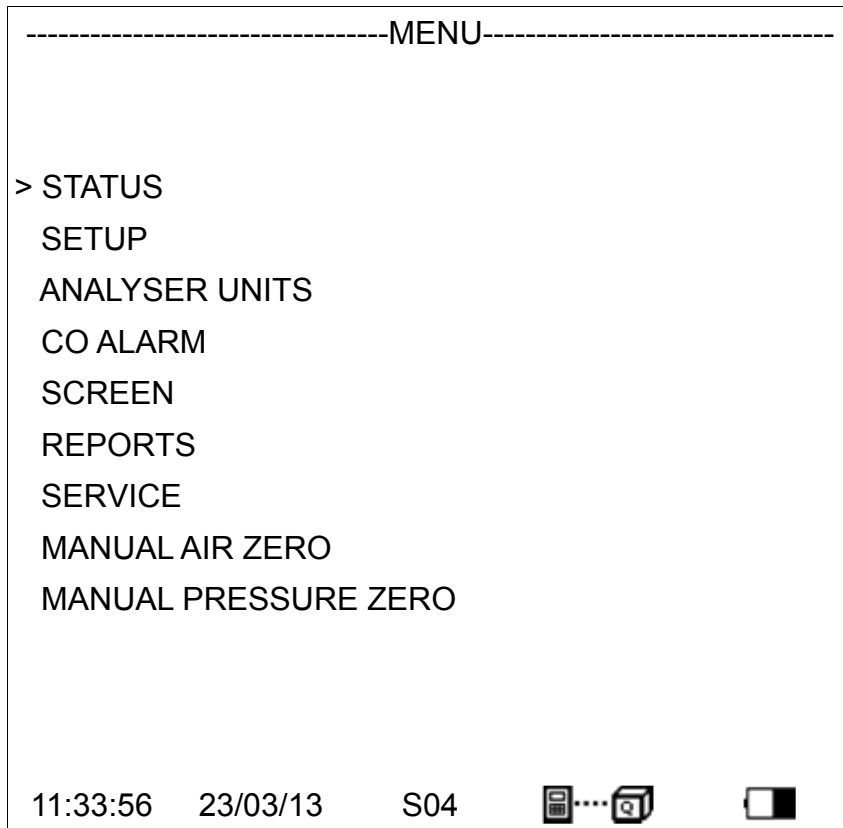 ----------------------------------MENU---------------------------------
> STATUS
SETUP
ANALYSER UNITS
CO ALARM
SCREEN
REPORTS
SERVICE
MANUAL AIR ZERO
MANUAL PRESSURE ZERO
11:33:56 23/03/13 S04 Q